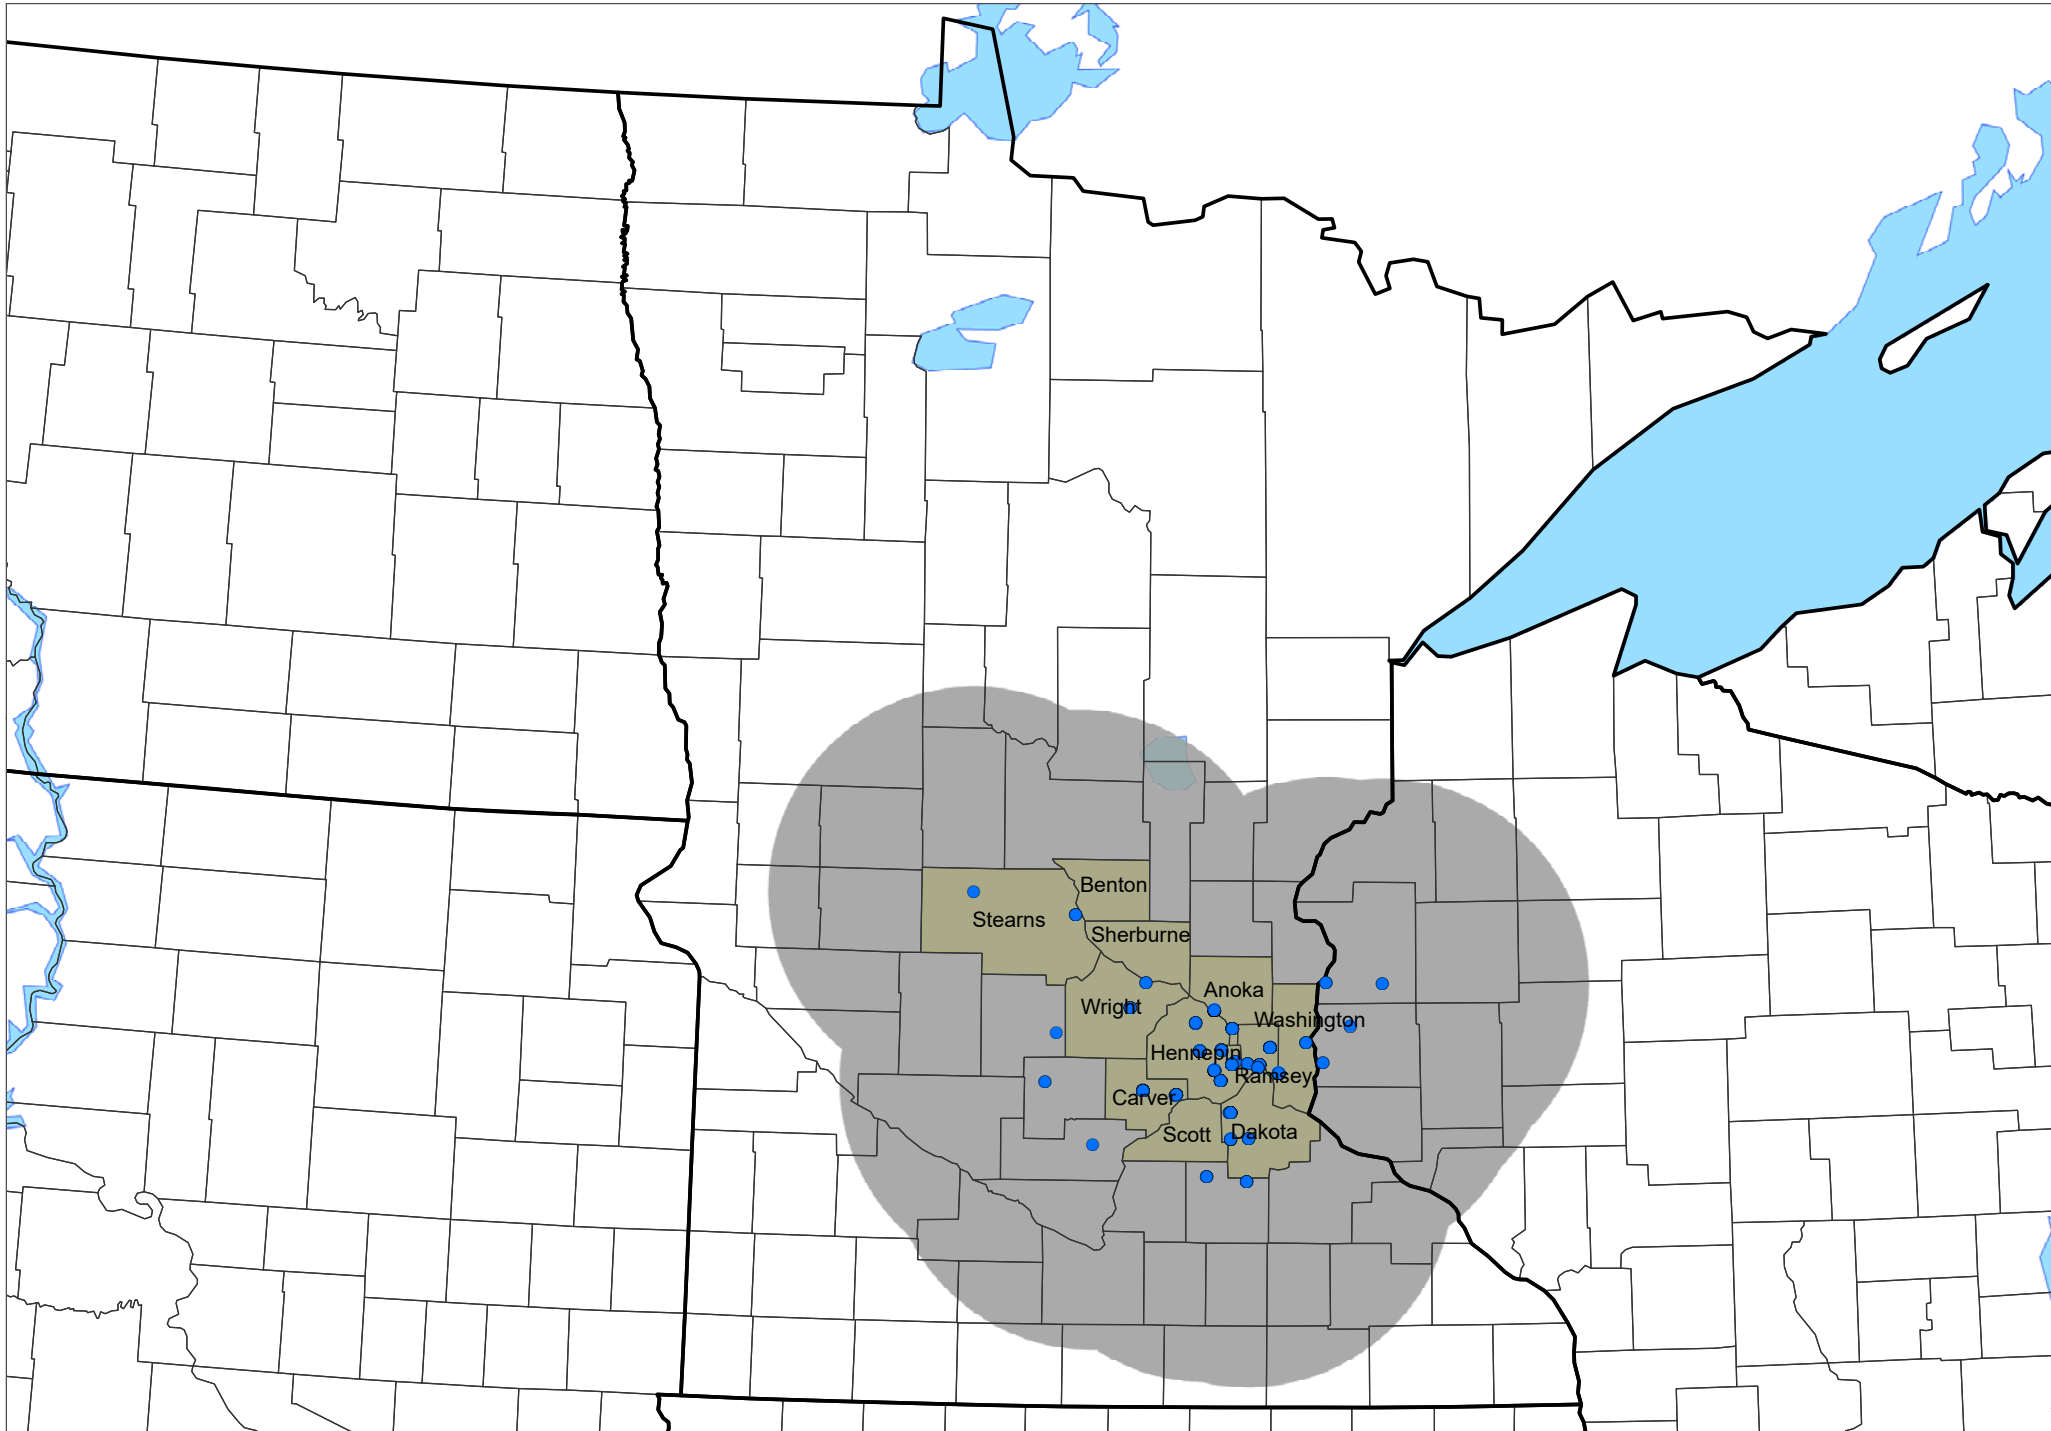 Benton
Stearns
Sherburne
Anoka
Wright
Washington
Hennepin
Ramsey
Carver
Scott
Dakota